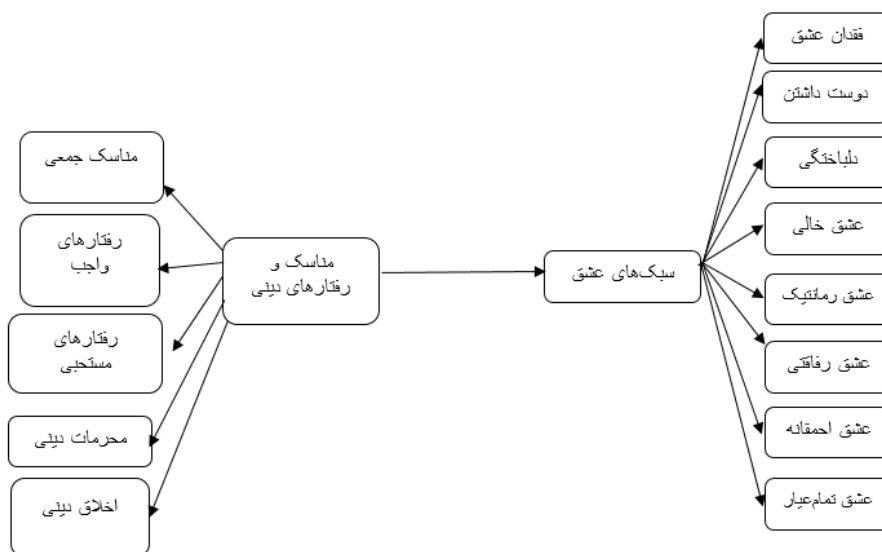 فقدان عشق
دوست داشتن
دلباختگی
عشق خالی
عشق رمانتیک
عشق رفاقتی
عشق احمقانه
عشق تمام‌عیار
سبک‌های عشق
مناسک و
رفتارهای دینی
مناسک جمعی
رفتارهای
واجب
رفتارهای
مستحبی
محرمات دینی
اخلاق دینی